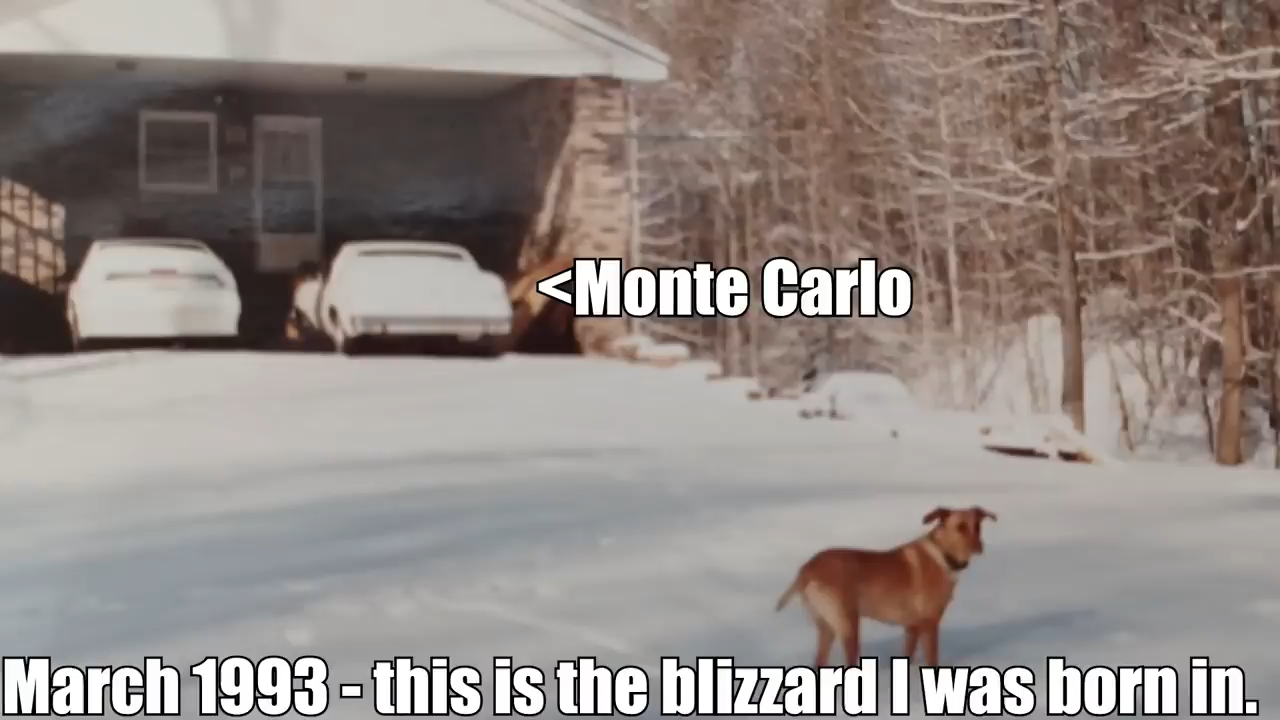 <Monte Carlo
March 1993 - this is the blizzard I was born in.